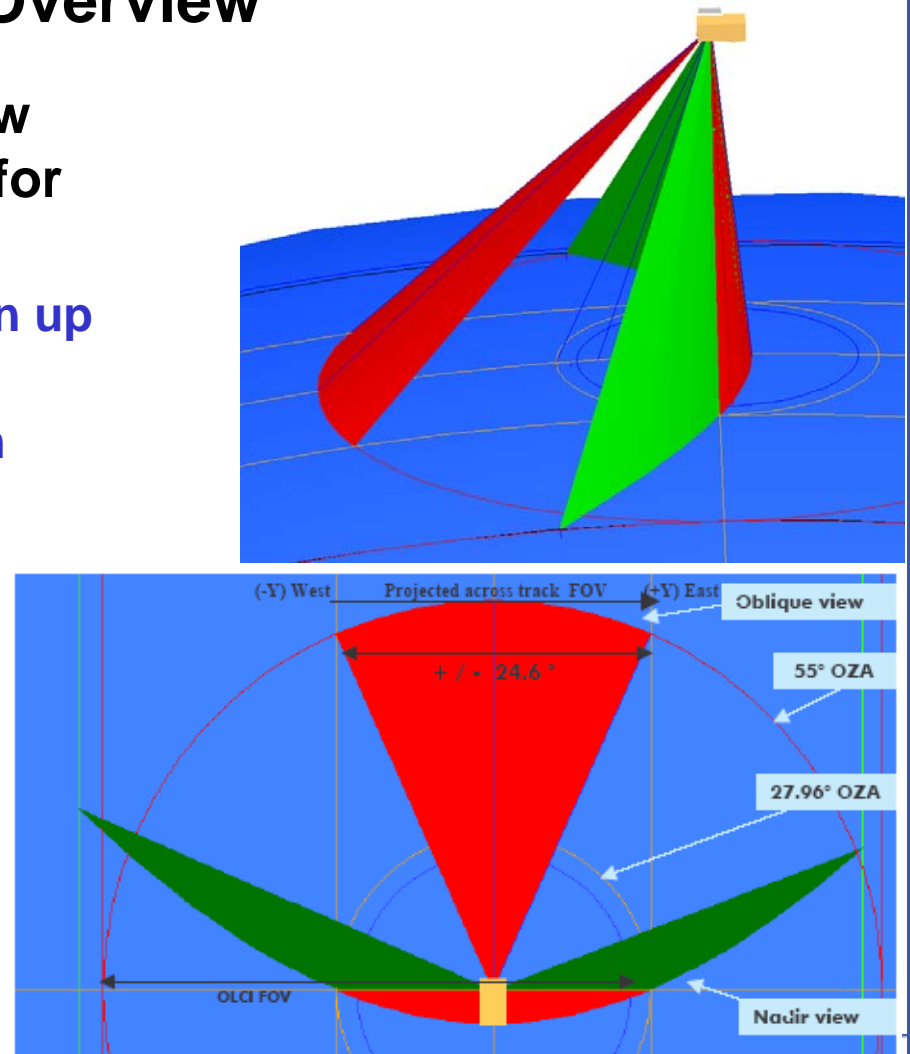 Overview
w
for
n up
n
(-Y) West
Projected across track FOV
(+Y) East
Oblique view
+ / - 24.6 °
55° OZA
27.96° OZA
OLCI FOV
Nadir view